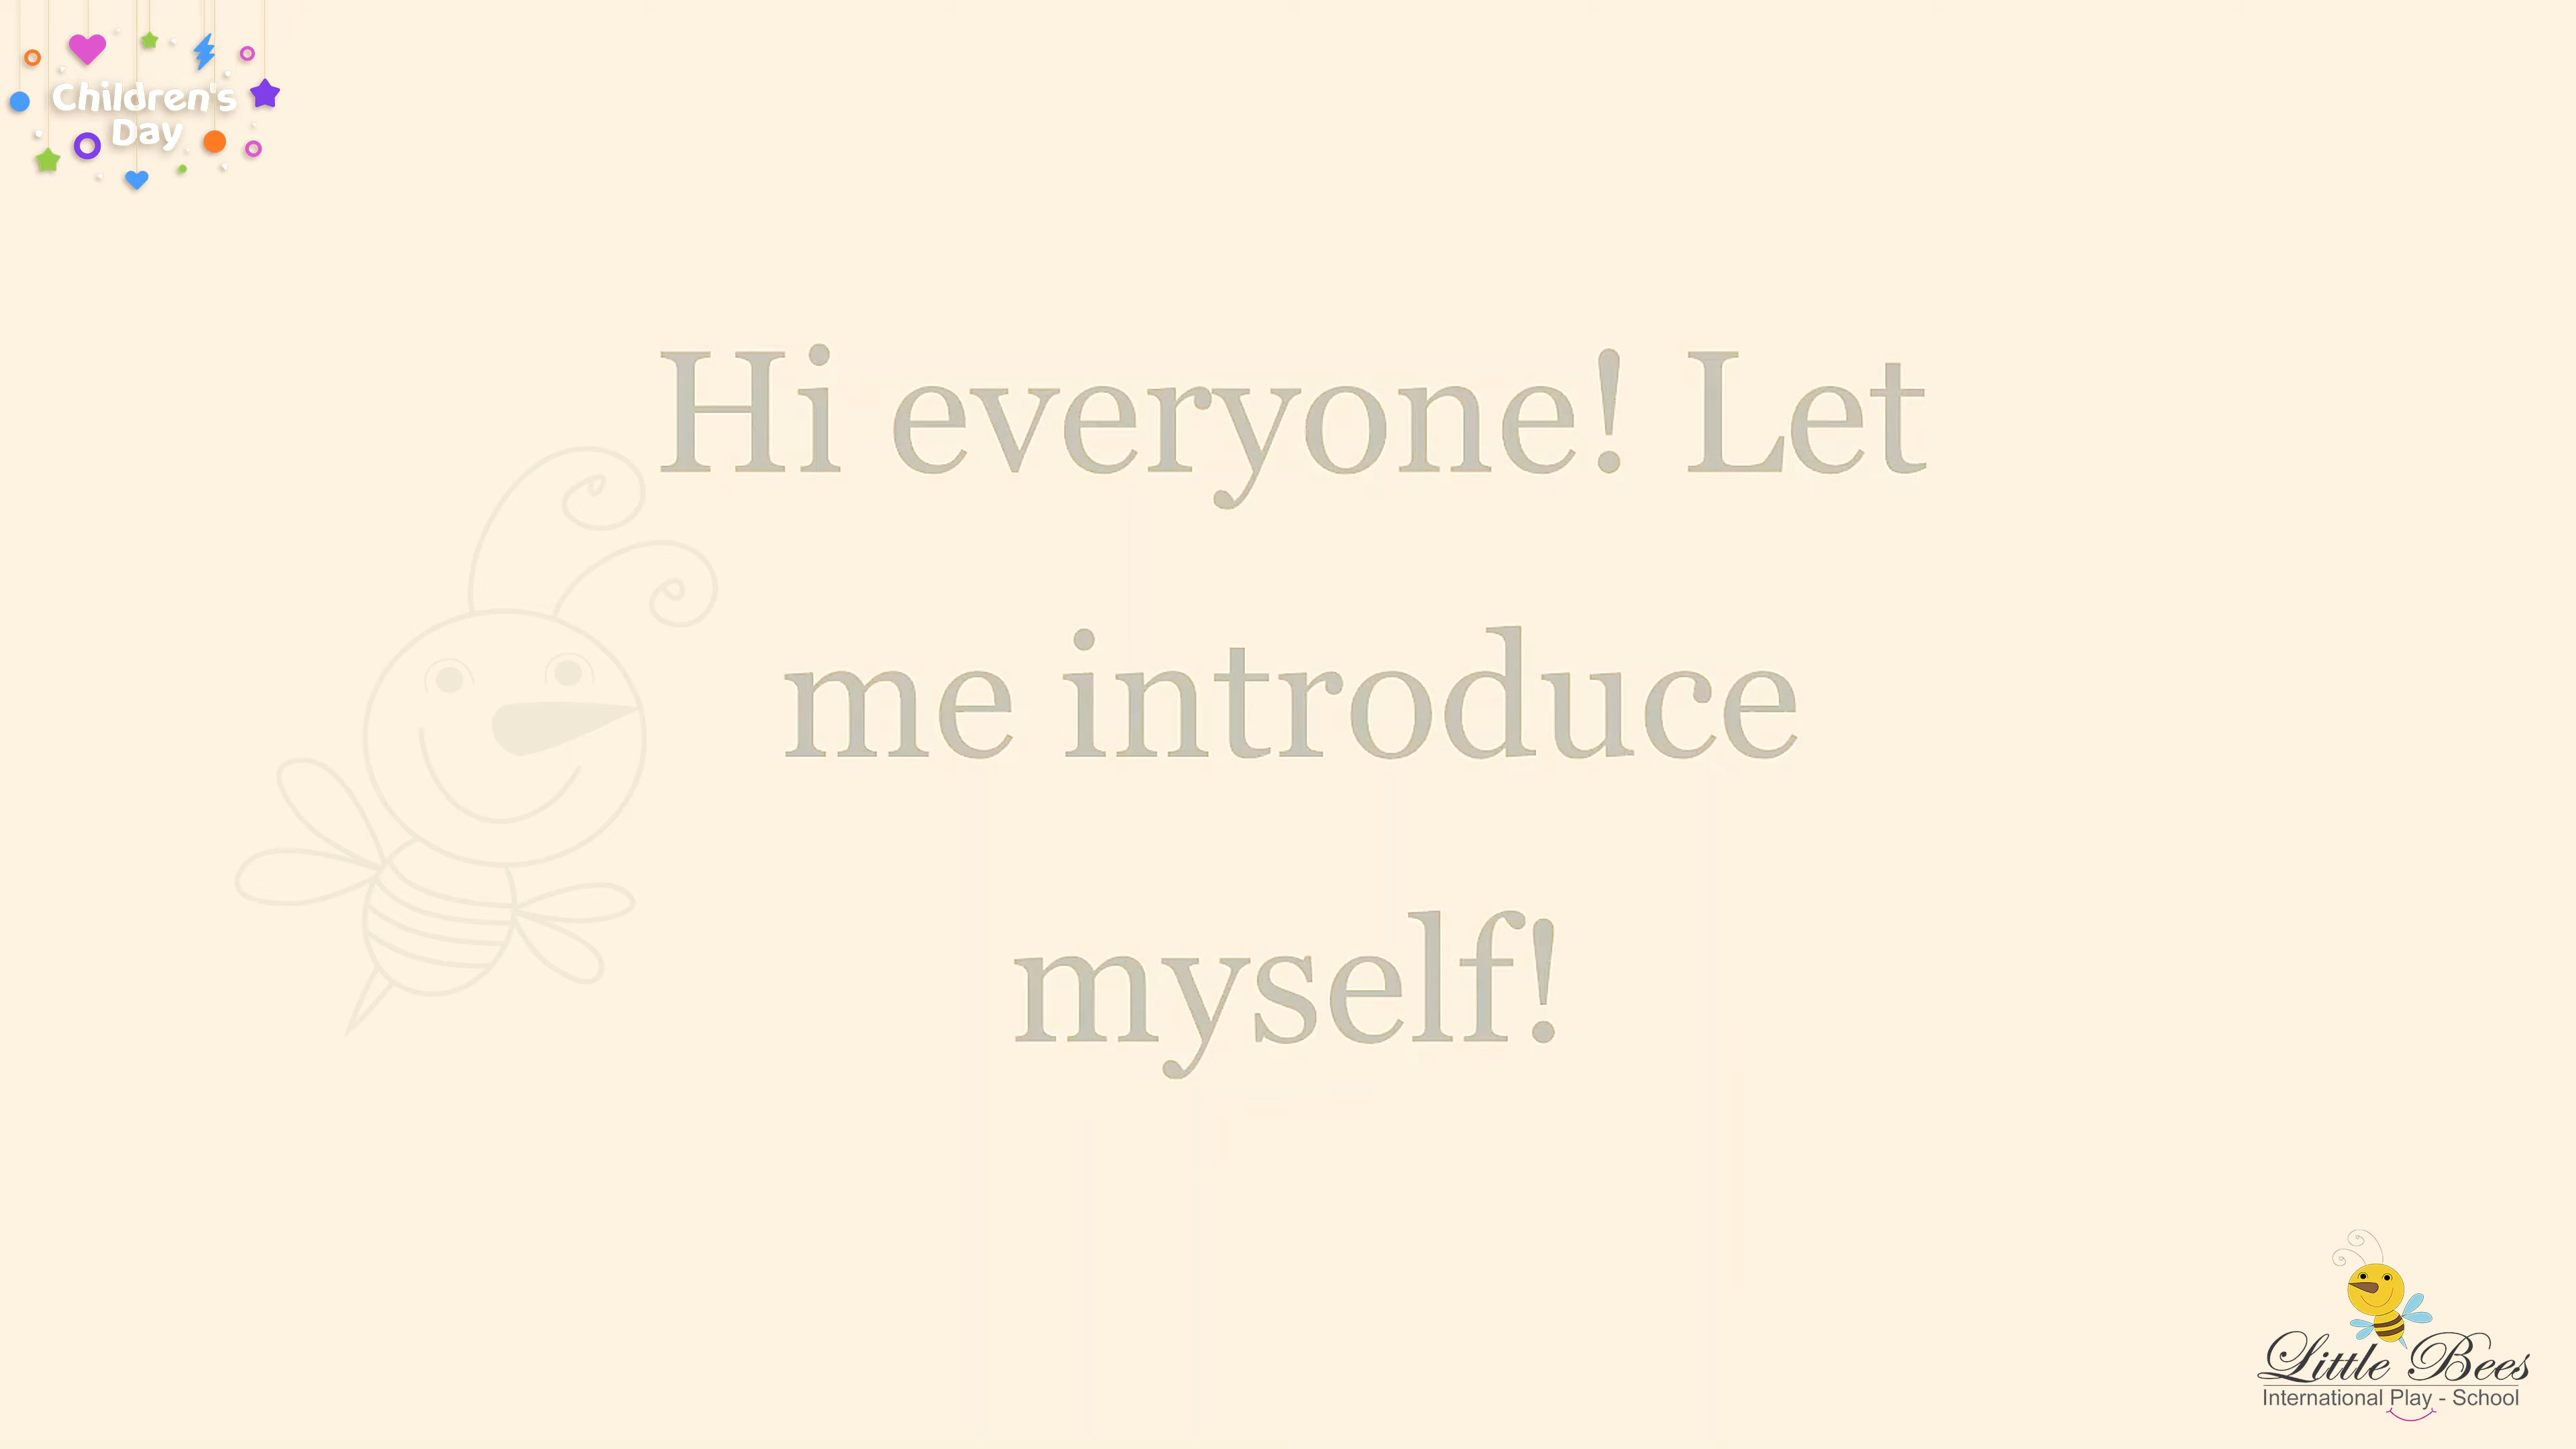 Children's
Day
Hi everyone! Let
me introduce
myself!
Little Bees
International Play - School